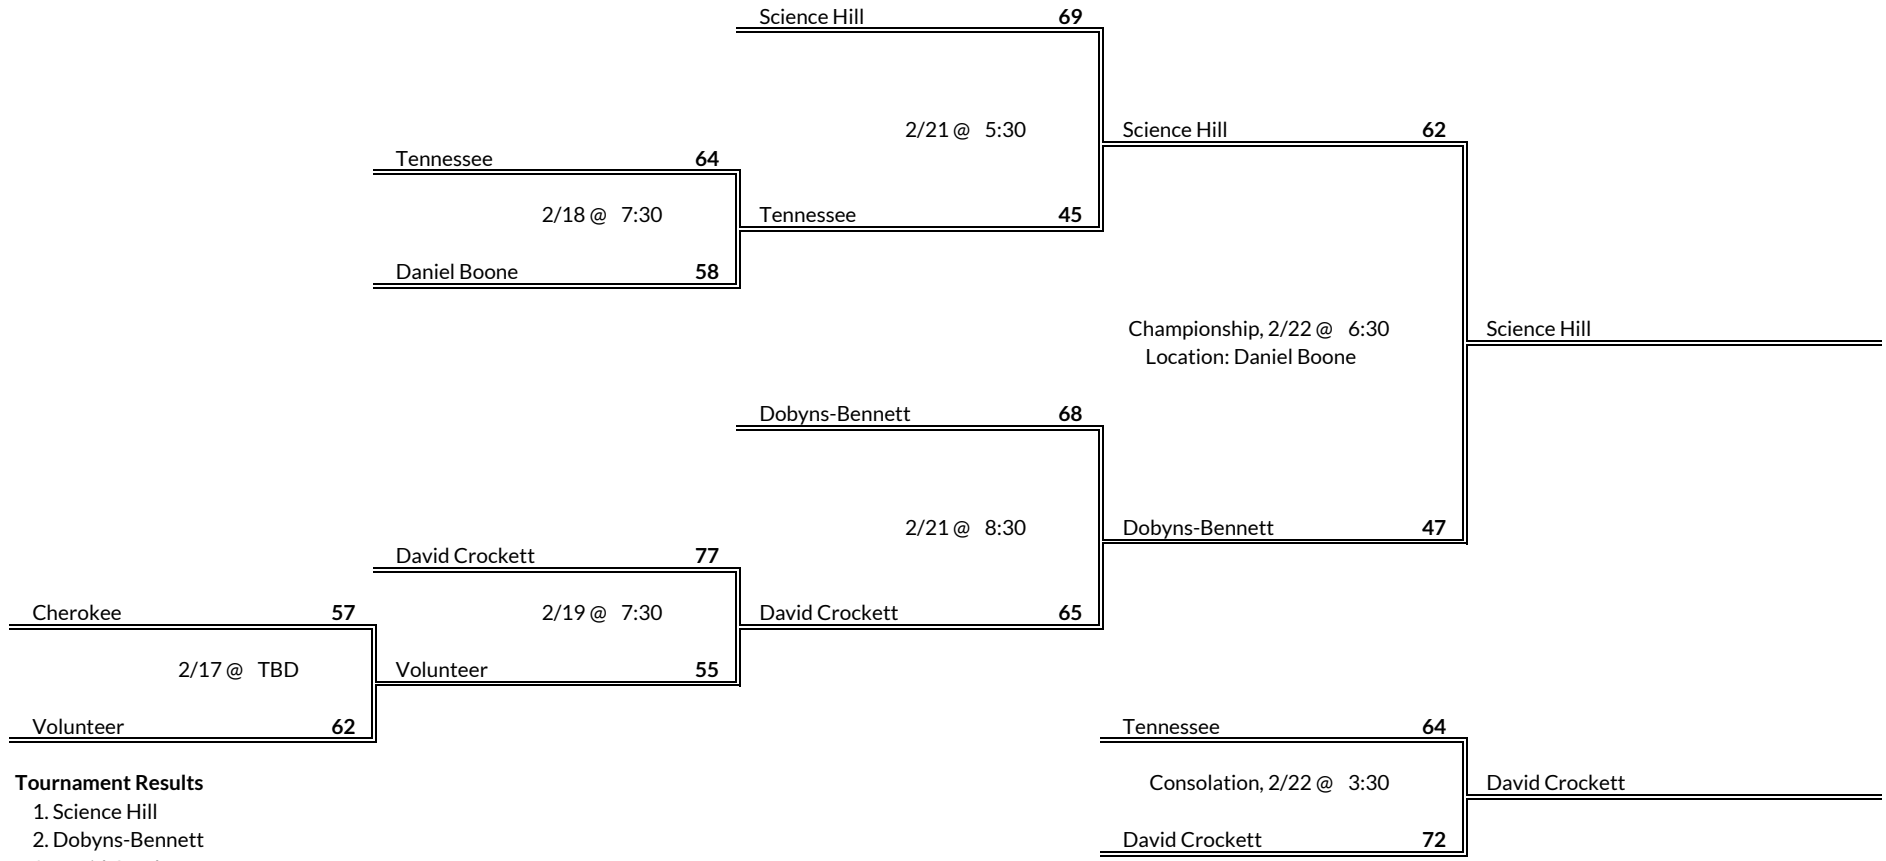 Science Hill 69
2/21 @ 5:30
Science Hill 62
Tennessee 64
2/18 @ 7:30
Tennessee 45
Daniel Boone 58
Championship, 2/22 @ 6:30
Science Hill
Location: Daniel Boone
Dobyns-Bennett 68
2/21 @ 8:30
Dobyns-Bennett 47
David Crockett 77
Cherokee 57
2/19 @ 7:30
David Crockett 65
2/17 @ TBD
Volunteer 55
Volunteer 62
Tennessee 64
Tournament Results
Consolation, 2/22 @ 3:30
David Crockett
1. Science Hill
2. Dobyns-Bennett
David Crockett 72